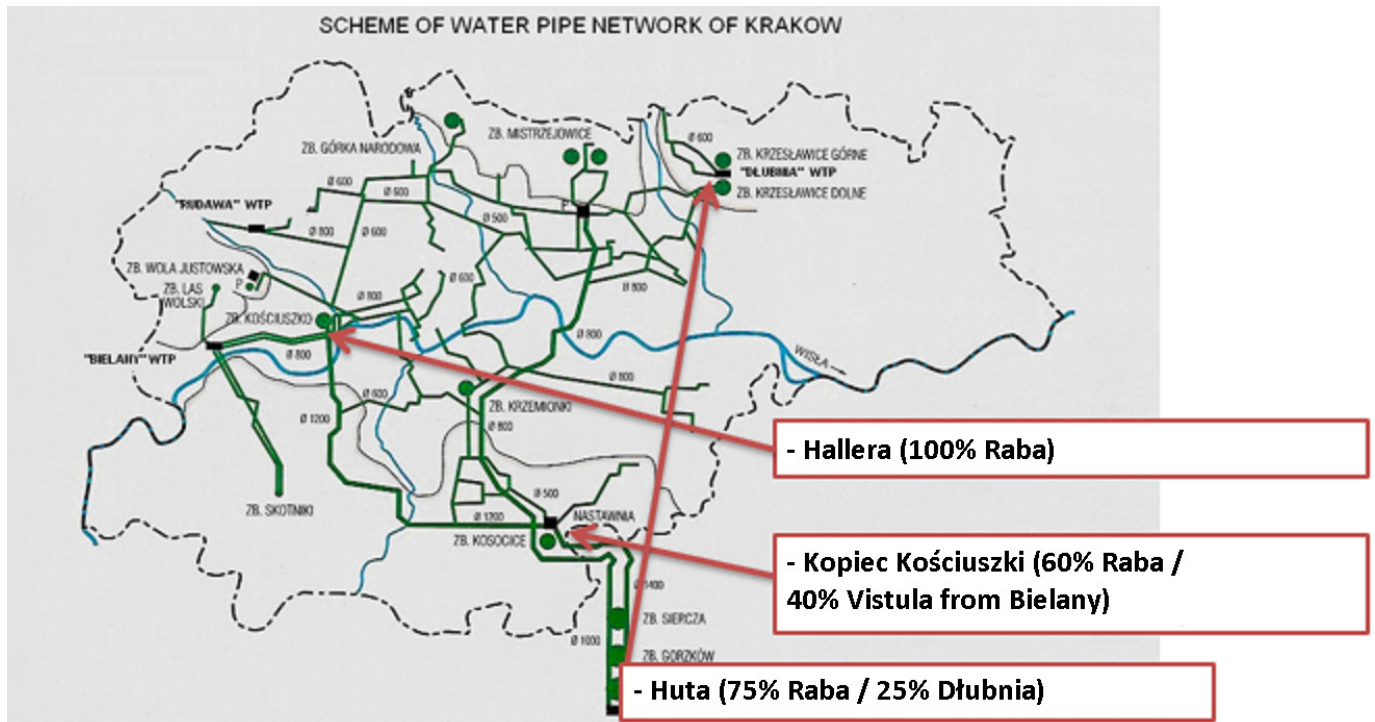 SCHEME OF WATER PIPE NETWORK OF KRAKOW
ZB. MISTRZEJOWICE
ZB. GÓRKA NARODOWA
Ø 600
ZB. KRZESŁAWICE GÓRNE
"DŁUBNIA" WTP
ZB. KRZESŁAWICE DOLNE
Ø 600
Ø 600
P
"RUDAWA" WTP
Ø 500
Ø 800
Ø 600
ZB. WOLA JUSTOWSKA
P
ZB. LAS
WOLSKI
Ø 600
Ø 800
Ø 800
ZB. KOŚCIUSZKO
Ø 800
"BIELANY" WTP
Ø 800
WISŁA
Ø 800
Ø 600
ZB. KRZEMIONKI
Ø 1200
Ø 800
- Hallera (100% Raba)
Ø 500
ZB. SKOTNIKI
Ø 1200
NASTAWNIA
ZB. KOSOCICE
- Kopiec Kościuszki (60% Raba /
40% Vistula from Bielany)
Ø 1400
ZB. SIERCZA
Ø 1000
ZB. GORZKÓW
- Huta (75% Raba / 25% Dłubnia)